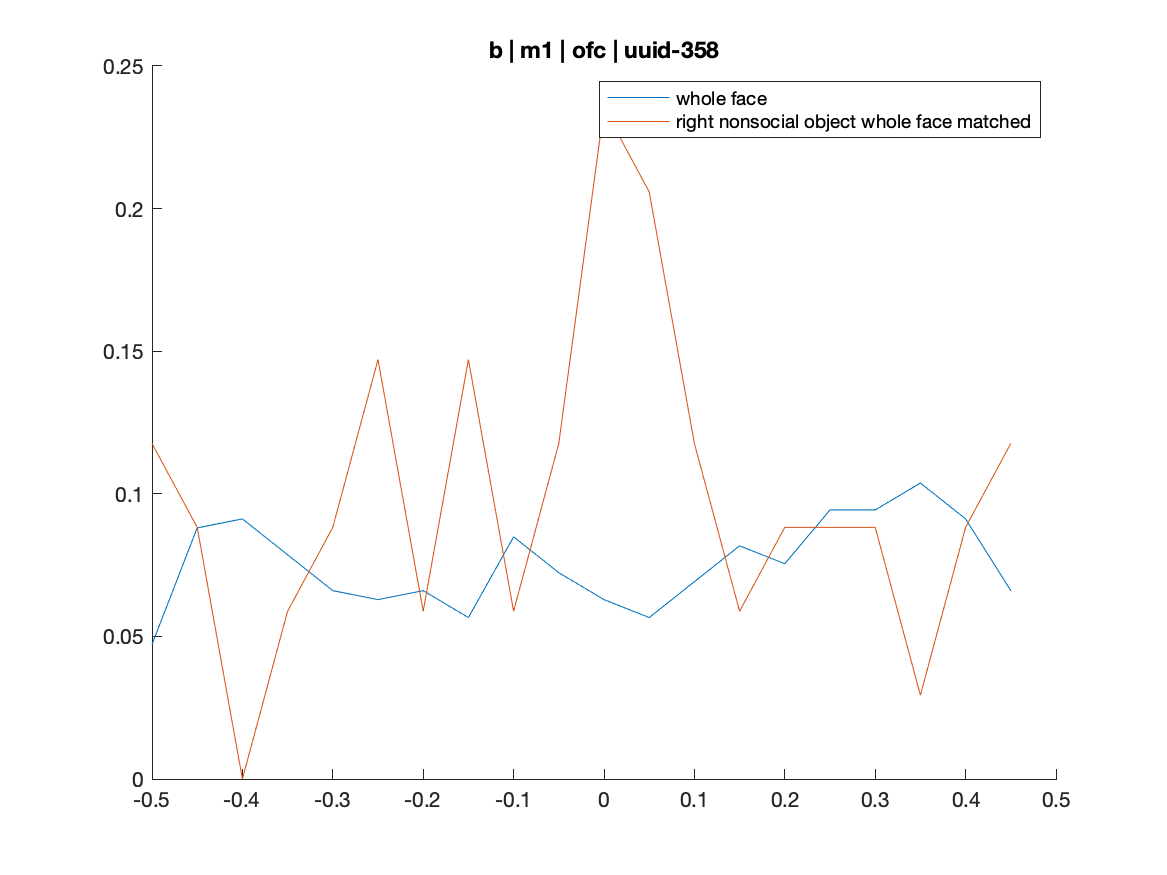 b | m1 | ofc | uuid-358
0.25
whole face
right nonsocial object whole face matched
0.2
0.15
0.1
0.05
0
-0.5 -0.4 -0.3 -0.2 -0.1 0 0.1 0.2 0.3 0.4 0.5